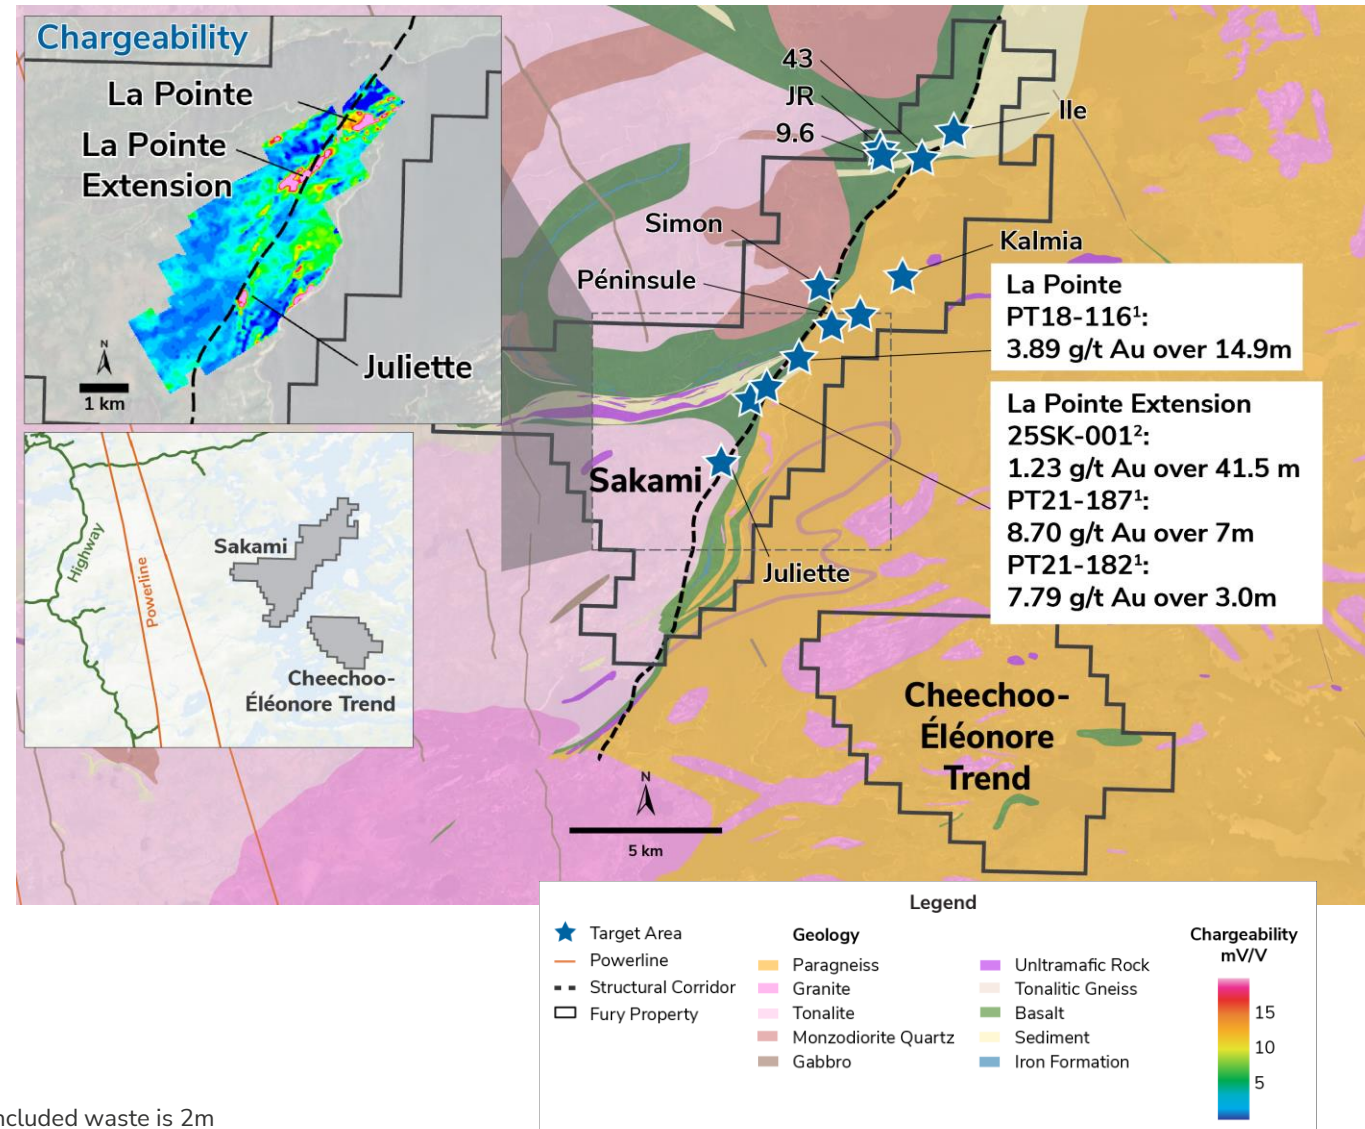 Chargeability
La Pointe
La Pointe
Extension
Juliette
N
1 km
Highway
Powerline
Sakami
Cheechoo-
Éléonore Trend
43
JR
9.6
Ile
Simon
Kalmia
Péninsule
La Pointe
PT18-116¹:
3.89 g/t Au over 14.9m
La Pointe Extension
25SK-001²:
1.23 g/t Au over 41.5 m
PT21-187¹:
8.70 g/t Au over 7m
PT21-182¹:
7.79 g/t Au over 3.0m
Sakami
Juliette
Cheechoo-
Éléonore
Trend
N
5 km
Legend
Target Area
Powerline
Structural Corridor
Fury Property
Geology
Paragneiss
Granite
Tonalite
Monzodiorite Quartz
Gabbro
Unltramafic Rock
Tonalitic Gneiss
Basalt
Sediment
Iron Formation
Chargeability
mV/V
15
10
5
ncluded waste is 2m